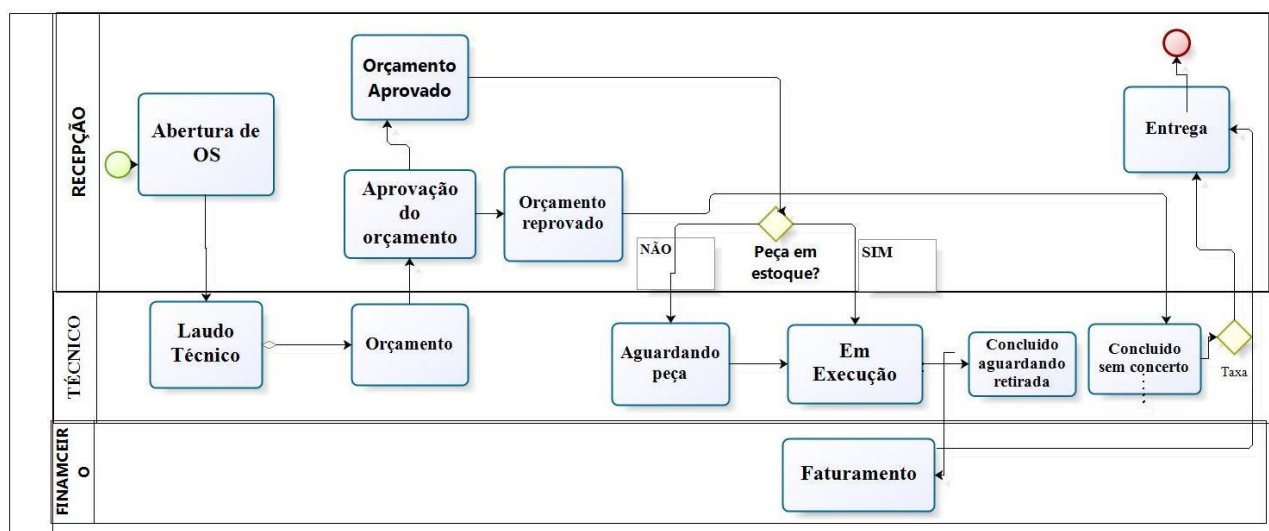 RECEPÇÃO
Abertura de
OS
Orçamento
Aprovado
Aprovação
do
orçamento
Orçamento
reprovado
NÃO
Peça em
estoque?
SIM
Entrega
TÉCNICO
Laudo
Técnico
Orçamento
Aguardando
peça
Em
Execução
Concluido
aguardando
retirada
Concluido
sem concerto
Taxa
FINAMCEIR
O
Faturamento